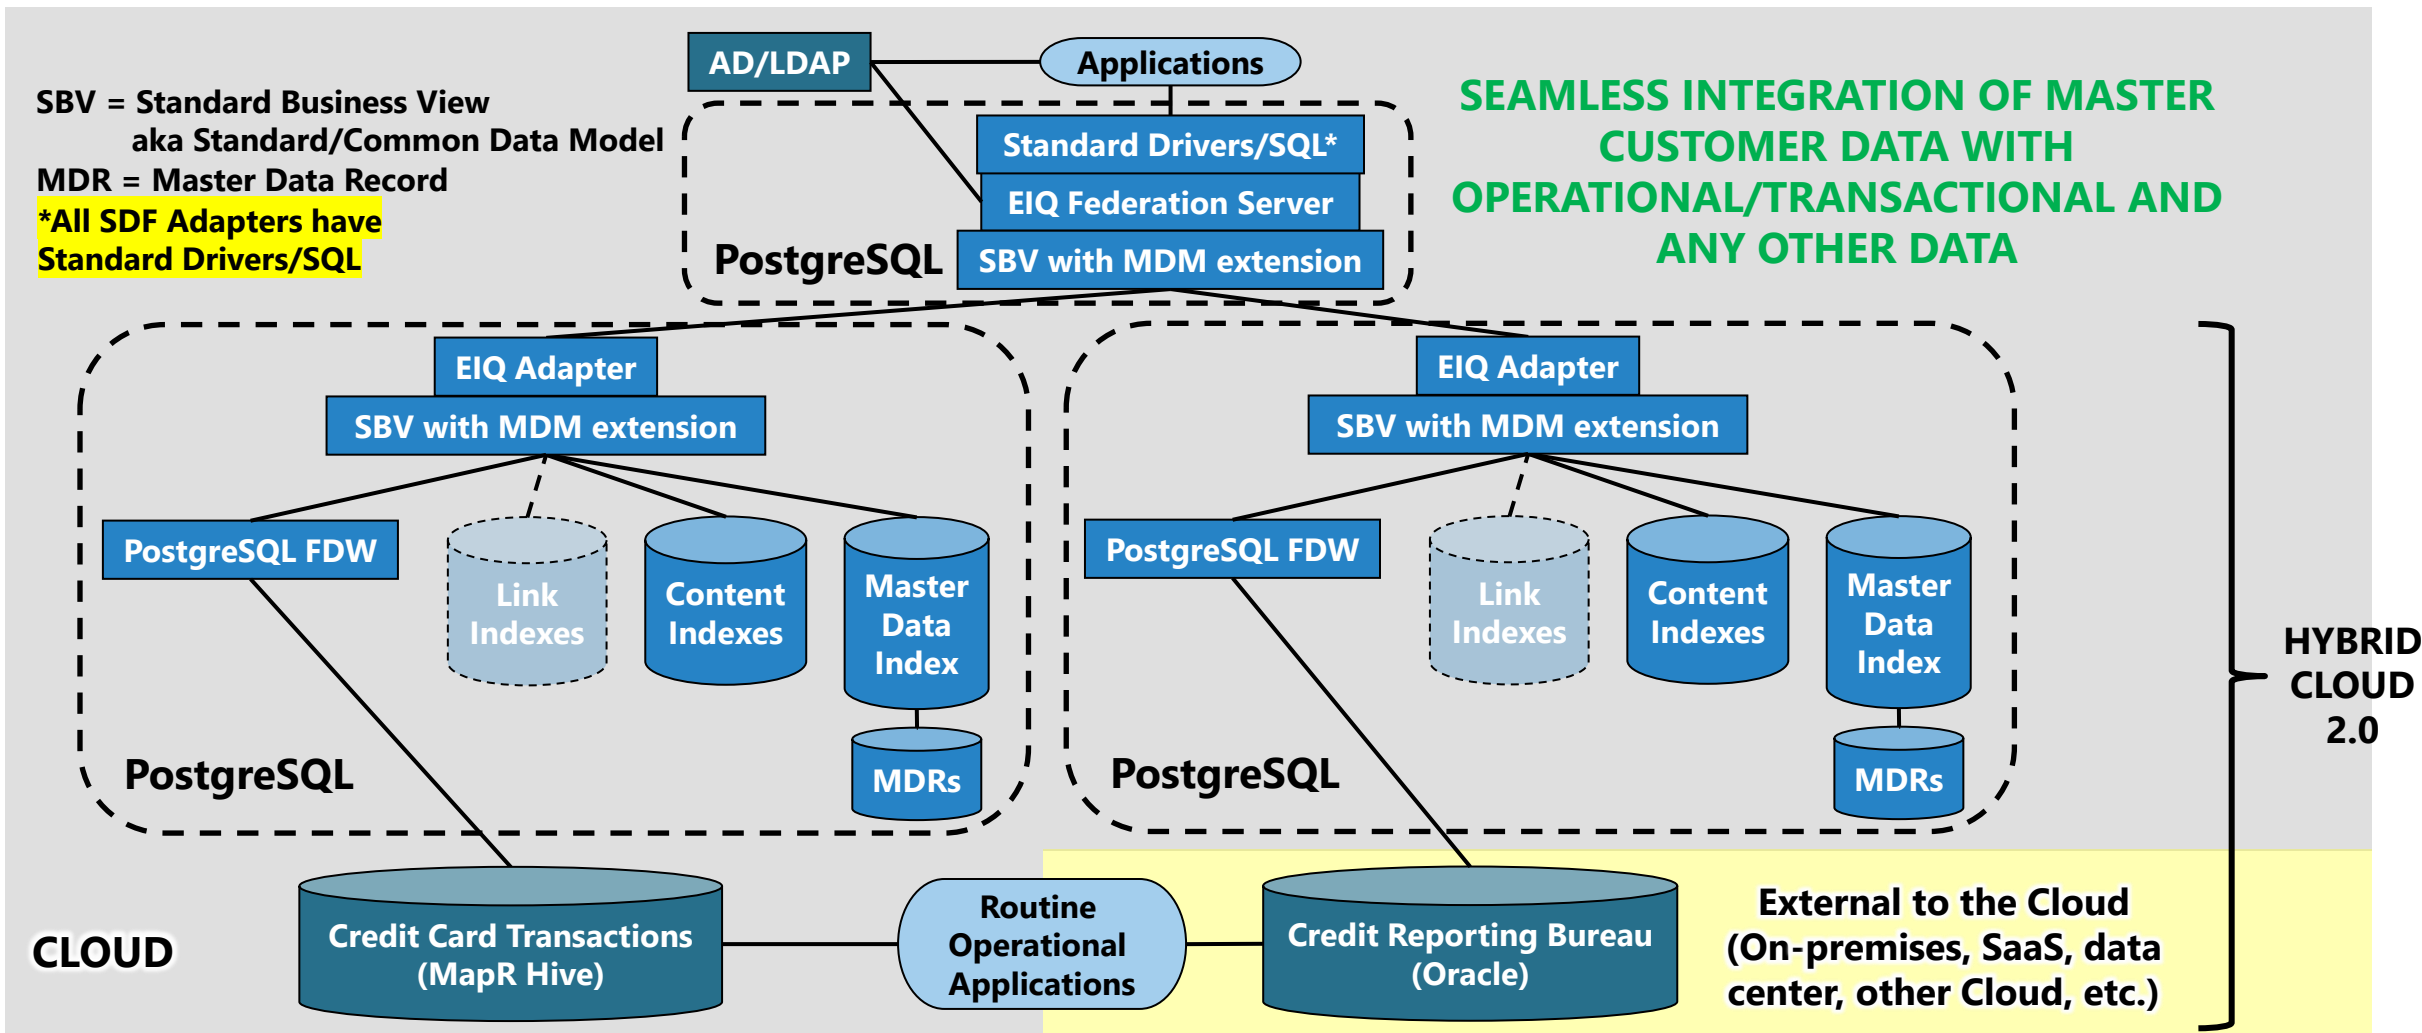 AD/LDAP
Applications
SBV = Standard Business View
aka Standard/Common Data Model
MDR = Master Data Record
*All SDF Adapters have
Standard Drivers/SQL
SEAMLESS INTEGRATION OF MASTER
CUSTOMER DATA WITH
OPERATIONAL/TRANSACTIONAL AND
ANY OTHER DATA
Standard Drivers/SQL*
EIQ Federation Server
PostgreSQL
SBV with MDM extension
EIQ Adapter
SBV with MDM extension
PostgreSQL FDW
Link
Indexes
Content
Indexes
Master
Data
Index
MDRs
PostgreSQL
EIQ Adapter
SBV with MDM extension
PostgreSQL FDW
Link
Indexes
Content
Indexes
Master
Data
Index
MDRs
PostgreSQL
HYBRID
CLOUD
2.0
CLOUD
Credit Card Transactions
(MapR Hive)
Routine
Operational
Applications
Credit Reporting Bureau
(Oracle)
External to the Cloud
(On-premises, SaaS, data
center, other Cloud, etc.)